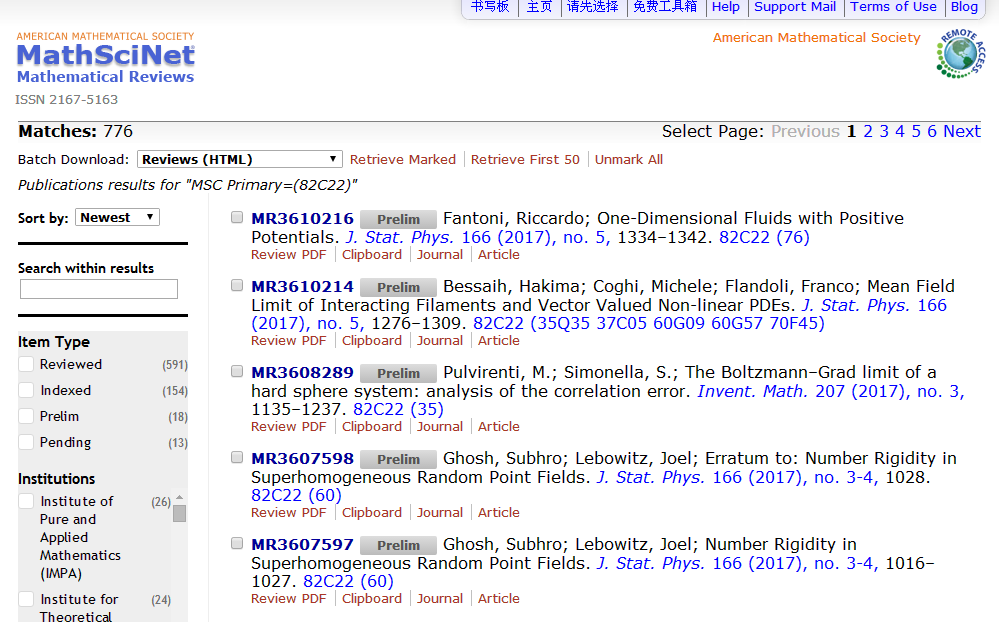 书写板 主页 请先选择 免费工具箱 Help Support Mail Terms of Use Blog
AMERICAN MATHEMATICAL SOCIETY
MathSciNet
Mathematical Reviews
ISSN 2167-5163
American Mathematical Society
REMOTE ACCESS
Matches: 776
Select Page: Previous 1 2 3 4 5 6 Next
Batch Download: Reviews (HTML) Retrieve Marked Retrieve First 50 Unmark All
Publications results for "MSC Primary=(82C22)"
Sort by: Newest
Search within results
Item Type
Reviewed (591)
Indexed (154)
Prelim (18)
Pending (13)
Institutions
Institute of (26)
Pure and
Applied
Mathematics
(IMPA)
Institute for (24)
Theoretical
MR3610216 Prelim Fantoni, Riccardo; One-Dimensional Fluids with Positive
Potentials. J. Stat. Phys. 166 (2017), no. 5, 1334–1342. 82C22 (76)
Review PDF Clipboard Journal Article
MR3610214 Prelim Bessaih, Hakima; Coghi, Michele; Flandoli, Franco; Mean Field
Limit of Interacting Filaments and Vector Valued Non-linear PDEs. J. Stat. Phys. 166
(2017), no. 5, 1276–1309. 82C22 (35Q35 37C05 60G09 60G57 70F45)
Review PDF Clipboard Journal Article
MR3608289 Prelim Pulvirenti, M.; Simonella, S.; The Boltzmann–Grad limit of a
hard sphere system: analysis of the correlation error. Invent. Math. 207 (2017), no. 3,
1135–1237. 82C22 (35)
Review PDF Clipboard Journal Article
MR3607598 Prelim Ghosh, Subhro; Lebowitz, Joel; Erratum to: Number Rigidity in
Superhomogeneous Random Point Fields. J. Stat. Phys. 166 (2017), no. 3-4, 1028.
82C22 (60)
Review PDF Clipboard Journal Article
MR3607597 Prelim Ghosh, Subhro; Lebowitz, Joel; Number Rigidity in
Superhomogeneous Random Point Fields. J. Stat. Phys. 166 (2017), no. 3-4, 1016–
1027. 82C22 (60)
Review PDF Clipboard Journal Article